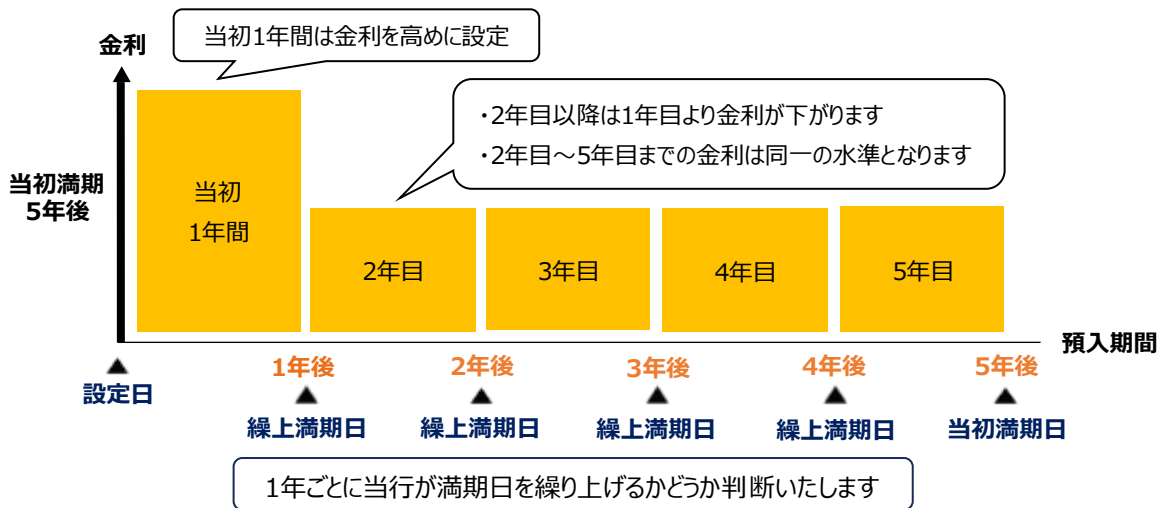 当初1年間は金利を高めに設定
金利
・2年目以降は1年目より金利が下がります
・2年目～5年目までの金利は同一の水準となります
当初満期
5年後
当初
1年間
2年目
3年目
4年目
5年目
預入期間
1年後
2年後
3年後
4年後
5年後
設定日
繰上満期日
繰上満期日
繰上満期日
繰上満期日
当初満期日
1年ごとに当行が満期日を繰り上げるかどうか判断いたします